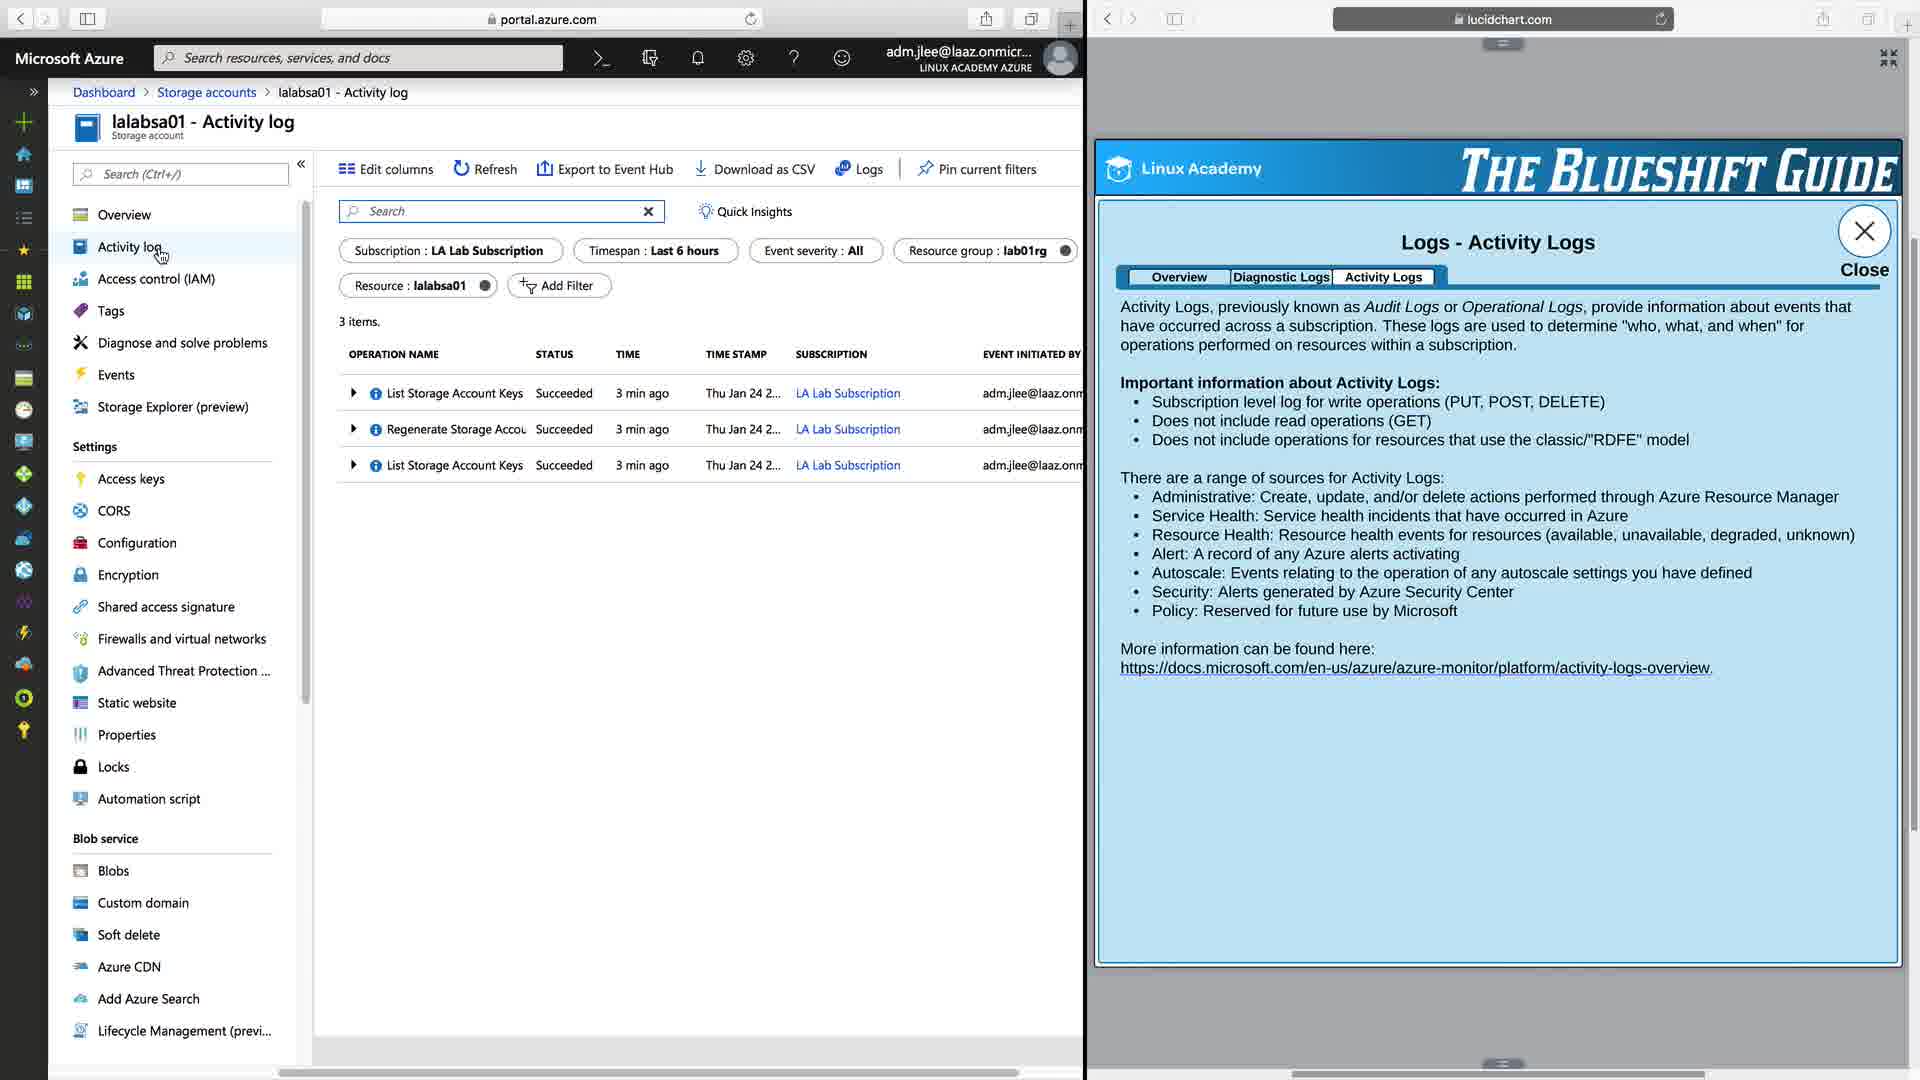 portal.azure.com
Microsoft Azure
Search resources, services, and docs
adm.jlee@laaz.onmicr...
LINUX ACADEMY AZURE
Dashboard > Storage accounts > lalabsa01 - Activity log
lalabsa01 - Activity log
Storage account
Search (Ctrl+/)
Overview
Activity log
Access control (IAM)
Tags
Diagnose and solve problems
Events
Storage Explorer (preview)
Settings
Access keys
CORS
Configuration
Encryption
Shared access signature
Firewalls and virtual networks
Advanced Threat Protection ...
Static website
Properties
Locks
Automation script
Blob service
Blobs
Custom domain
Soft delete
Azure CDN
Add Azure Search
Lifecycle Management (previ...
Edit columns Refresh Export to Event Hub Download as CSV Logs Pin current filters
Search
Quick Insights
Subscription : LA Lab Subscription Timespan : Last 6 hours Event severity : All Resource group : lab01rg
Resource : lalabsa01 Add Filter
3 items.
OPERATION NAME STATUS TIME TIME STAMP SUBSCRIPTION EVENT INITIATED BY
List Storage Account Keys Succeeded 3 min ago Thu Jan 24 2... LA Lab Subscription adm.jlee@laaz.onm
Regenerate Storage Accou Succeeded 3 min ago Thu Jan 24 2... LA Lab Subscription adm.jlee@laaz.onm
List Storage Account Keys Succeeded 3 min ago Thu Jan 24 2... LA Lab Subscription adm.jlee@laaz.onm
lucidchart.com
Linux Academy
THE BLUESHIFT GUIDE
Logs - Activity Logs
Close
Overview Diagnostic Logs Activity Logs
Activity Logs, previously known as Audit Logs or Operational Logs, provide information about events that
have occurred across a subscription. These logs are used to determine "who, what, and when" for
operations performed on resources within a subscription.
Important information about Activity Logs:
• Subscription level log for write operations (PUT, POST, DELETE)
• Does not include read operations (GET)
• Does not include operations for resources that use the classic/"RDFE" model
There are a range of sources for Activity Logs:
• Administrative: Create, update, and/or delete actions performed through Azure Resource Manager
• Service Health: Service health incidents that have occurred in Azure
• Resource Health: Resource health events for resources (available, unavailable, degraded, unknown)
• Alert: A record of any Azure alerts activating
• Autoscale: Events relating to the operation of any autoscale settings you have defined
• Security: Alerts generated by Azure Security Center
• Policy: Reserved for future use by Microsoft
More information can be found here:
https://docs.microsoft.com/en-us/azure/azure-monitor/platform/activity-logs-overview.